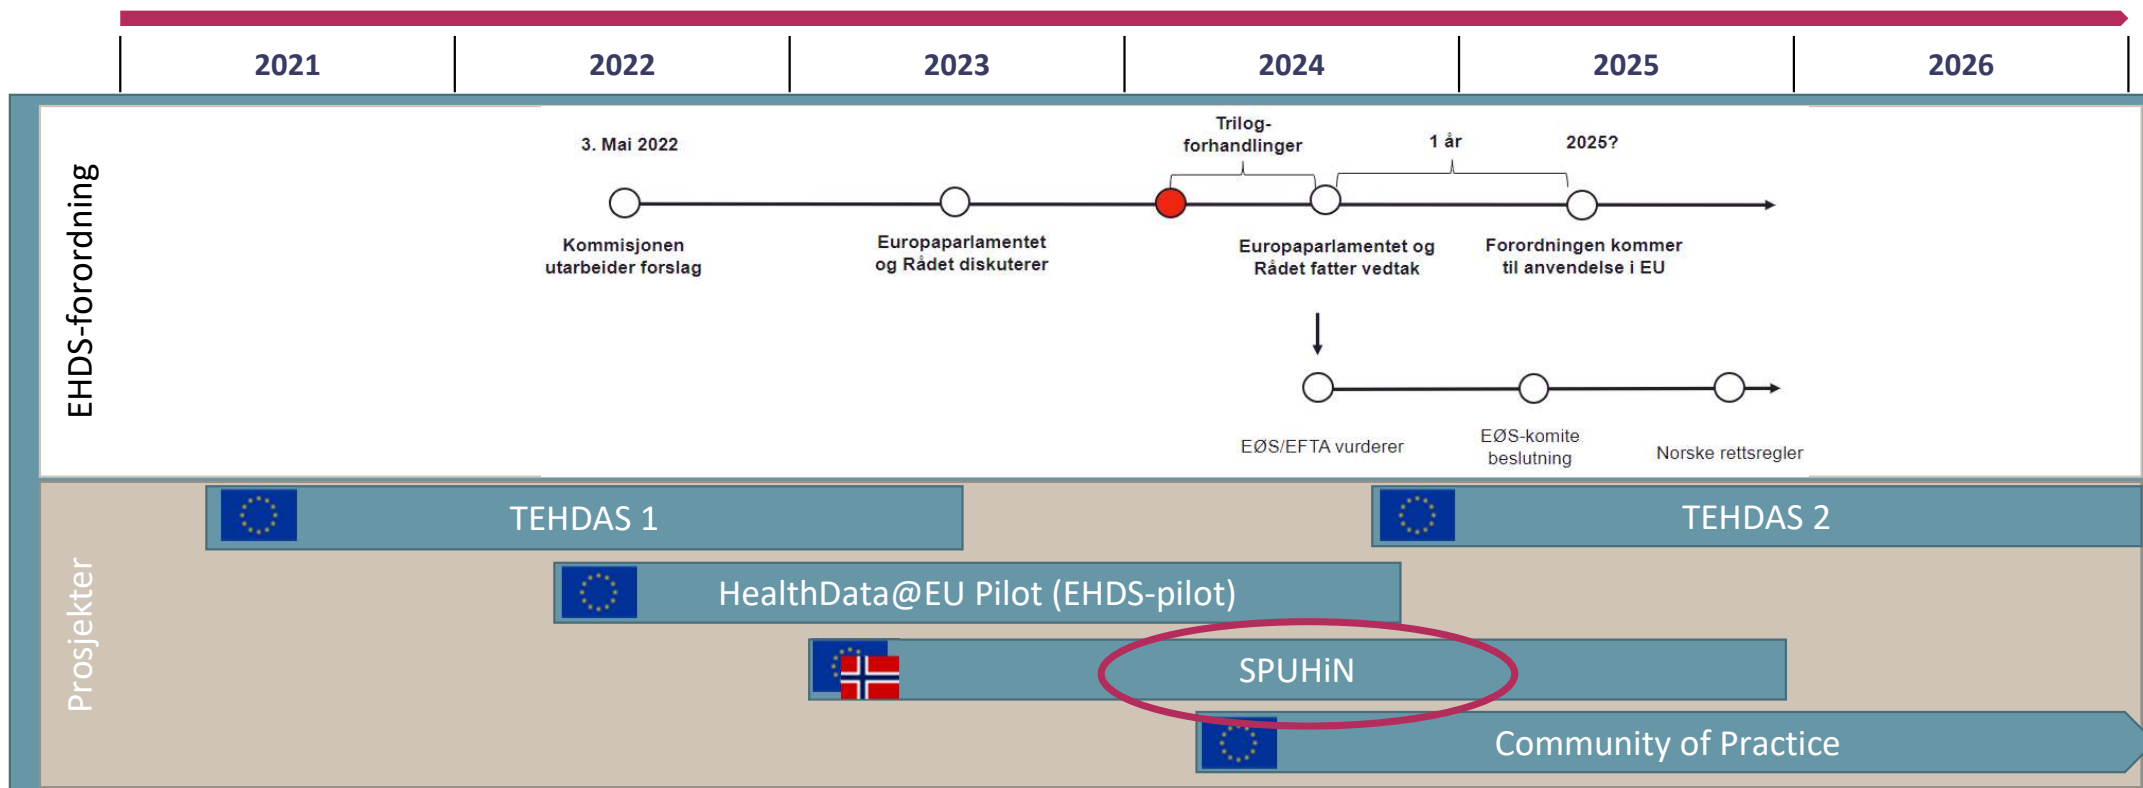 2021
2022
2023
2024
2025
2026
EHDS-forordning
3. Mai 2022
Trilog-
forhandlinger
1 år
2025?
Kommisjonen
utarbeider forslag
Europaparlamentet
og Rådet diskuterer
Europaparlamentet og
Rådet fatter vedtak
Forordningen kommer
til anvendelse i EU
EØS/EFTA vurderer
EØS-komite
beslutning
Norske rettsregler
Prosjekter
TEHDAS 1
TEHDAS 2
HealthData@EU Pilot (EHDS-pilot)
SPUHiN
Community of Practice